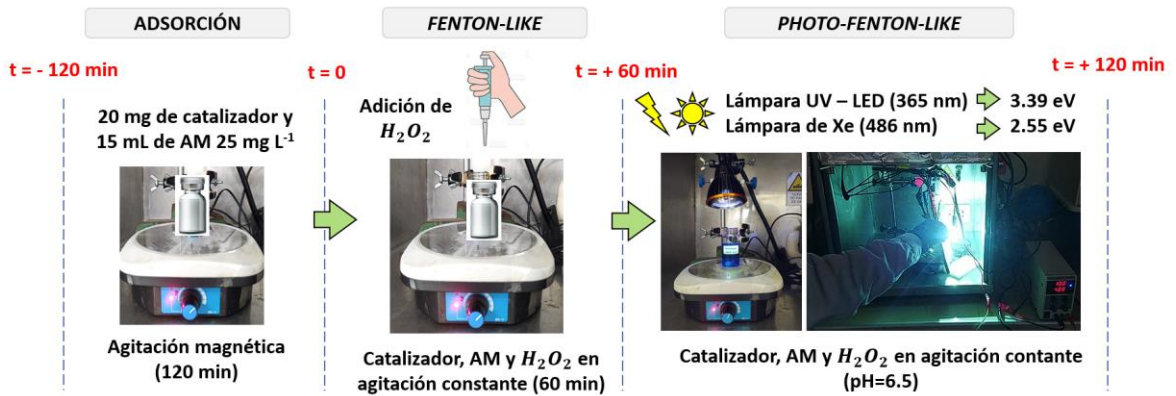 ADSORCIÓN
FENTON-LIKE
PHOTO-FENTON-LIKE
t = - 120 min
t = 0
t = + 60 min
t = + 120 min
20 mg de catalizador y
15 mL de AM 25 mg L⁻¹
Agitación magnética
(120 min)
Adición de
H₂O₂
Catalizador, AM y H₂O₂ en
agitación constante (60 min)
Lámpara UV – LED (365 nm) 3.39 eV
Lámpara de Xe (486 nm) 2.55 eV
Catalizador, AM y H₂O₂ en agitación contante
(pH=6.5)